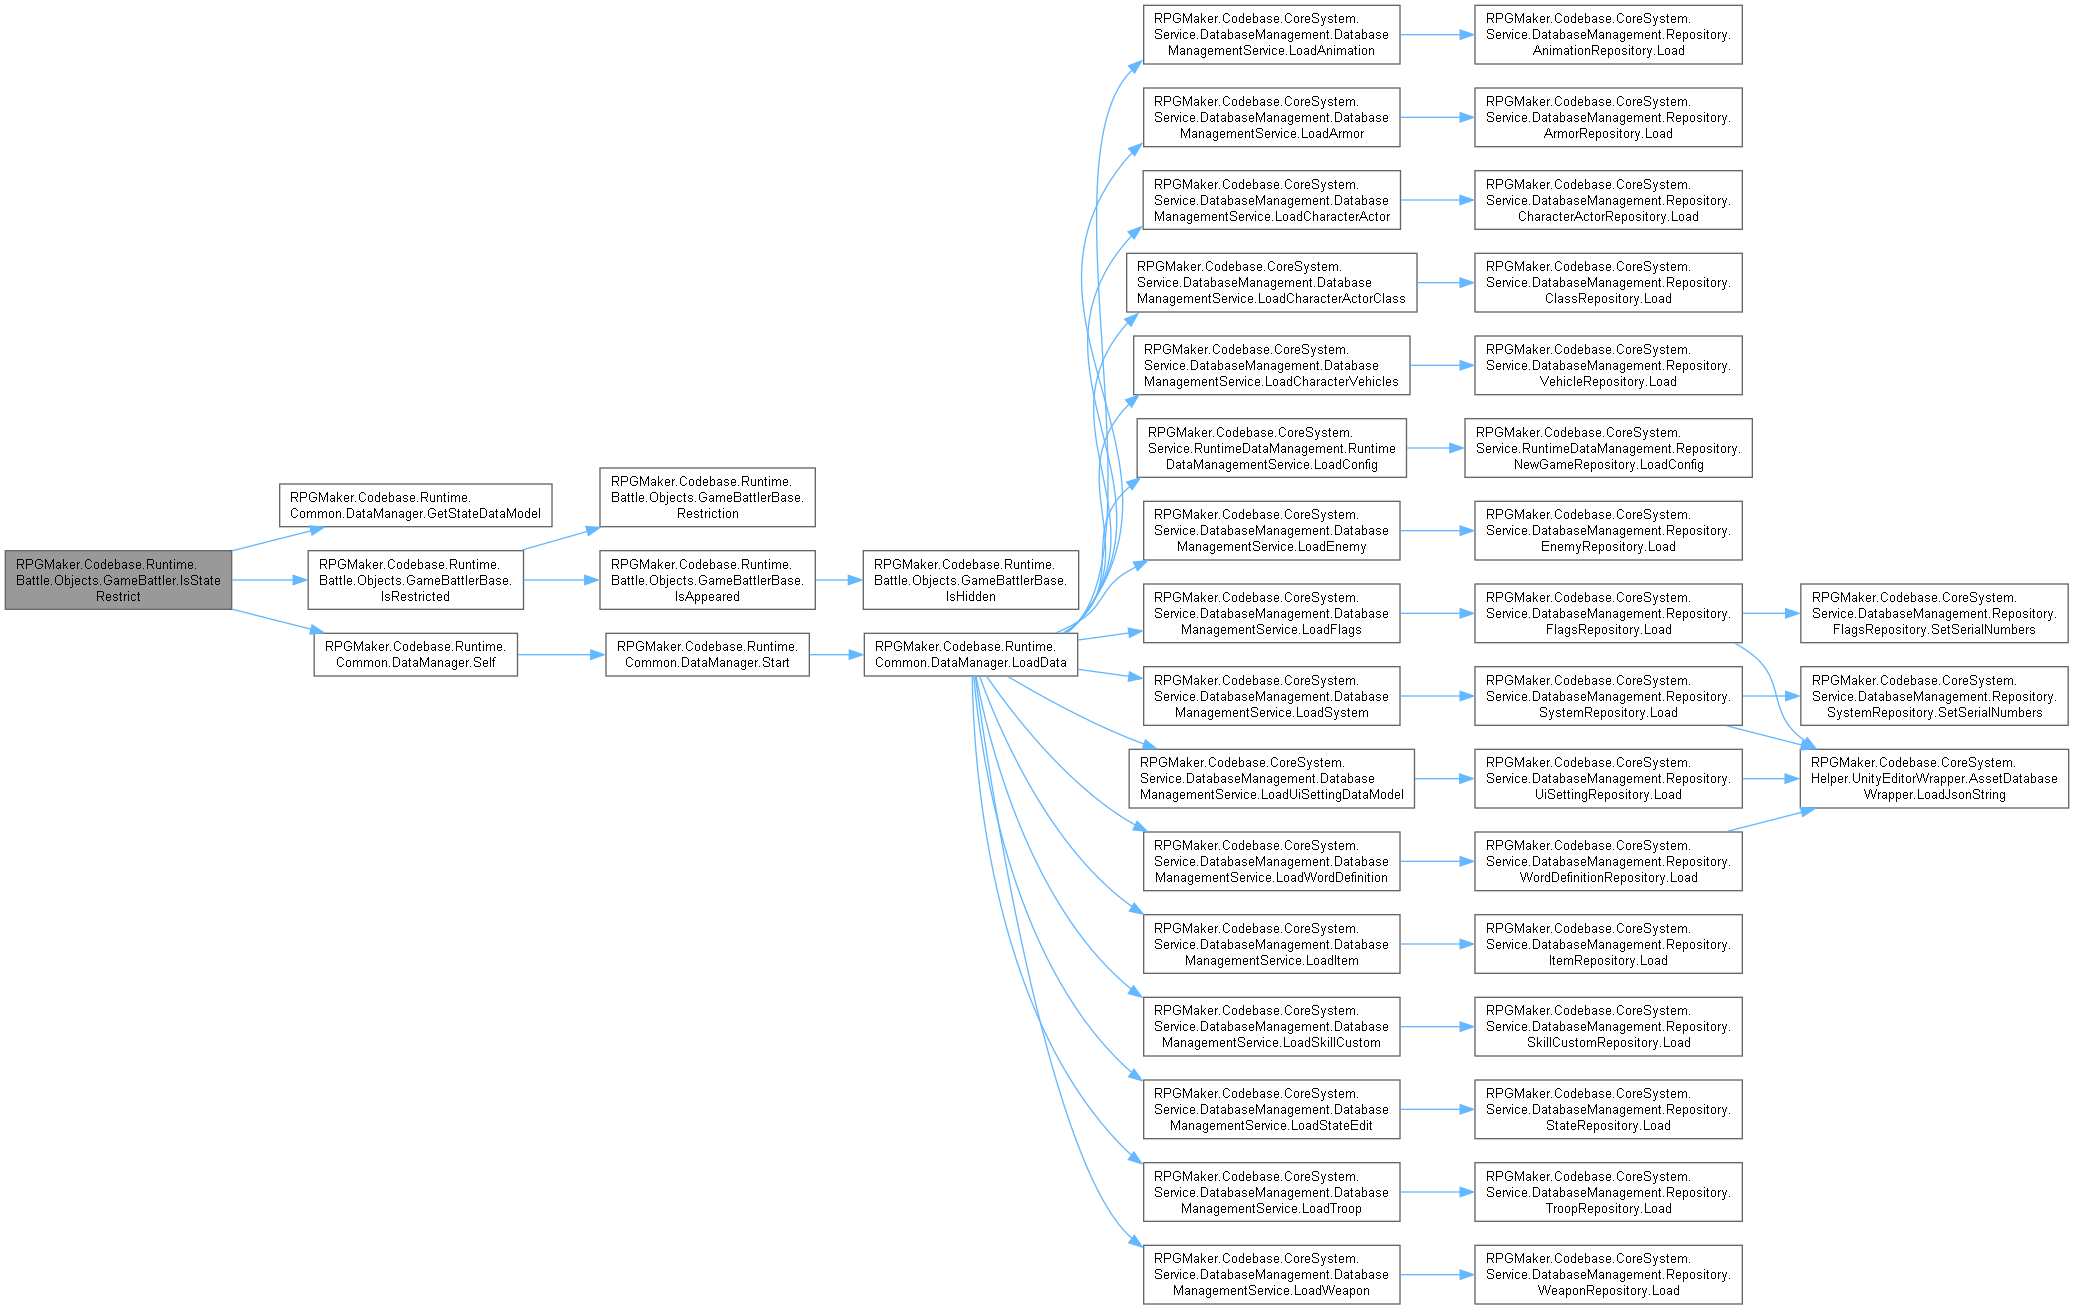 RPGMaker.Codebase.Runtime.
Battle.Objects.GameBattler.IsState
Restrict
RPGMaker.Codebase.Runtime.
Common.DataManager.GetStateDataModel
RPGMaker.Codebase.Runtime.
Battle.Objects.GameBattlerBase.
IsRestricted
RPGMaker.Codebase.Runtime.
Common.DataManager.Self
RPGMaker.Codebase.Runtime.
Battle.Objects.GameBattlerBase.
Restriction
RPGMaker.Codebase.Runtime.
Battle.Objects.GameBattlerBase.
IsAppeared
RPGMaker.Codebase.Runtime.
Common.DataManager.Start
RPGMaker.Codebase.Runtime.
Battle.Objects.GameBattlerBase.
IsHidden
RPGMaker.Codebase.Runtime.
Common.DataManager.LoadData
RPGMaker.Codebase.CoreSystem.
Service.DatabaseManagement.Database
ManagementService.LoadAnimation
RPGMaker.Codebase.CoreSystem.
Service.DatabaseManagement.Database
ManagementService.LoadArmor
RPGMaker.Codebase.CoreSystem.
Service.DatabaseManagement.Database
ManagementService.LoadCharacterActor
RPGMaker.Codebase.CoreSystem.
Service.DatabaseManagement.Database
ManagementService.LoadCharacterActorClass
RPGMaker.Codebase.CoreSystem.
Service.DatabaseManagement.Database
ManagementService.LoadCharacterVehicles
RPGMaker.Codebase.CoreSystem.
Service.RuntimeDataManagement.Runtime
DataManagementService.LoadConfig
RPGMaker.Codebase.CoreSystem.
Service.DatabaseManagement.Database
ManagementService.LoadEnemy
RPGMaker.Codebase.CoreSystem.
Service.DatabaseManagement.Database
ManagementService.LoadFlags
RPGMaker.Codebase.CoreSystem.
Service.DatabaseManagement.Database
ManagementService.LoadSystem
RPGMaker.Codebase.CoreSystem.
Service.DatabaseManagement.Database
ManagementService.LoadUiSettingDataModel
RPGMaker.Codebase.CoreSystem.
Service.DatabaseManagement.Database
ManagementService.LoadWordDefinition
RPGMaker.Codebase.CoreSystem.
Service.DatabaseManagement.Database
ManagementService.LoadItem
RPGMaker.Codebase.CoreSystem.
Service.DatabaseManagement.Database
ManagementService.LoadSkillCustom
RPGMaker.Codebase.CoreSystem.
Service.DatabaseManagement.Database
ManagementService.LoadStateEdit
RPGMaker.Codebase.CoreSystem.
Service.DatabaseManagement.Database
ManagementService.LoadTroop
RPGMaker.Codebase.CoreSystem.
Service.DatabaseManagement.Database
ManagementService.LoadWeapon
RPGMaker.Codebase.CoreSystem.
Service.DatabaseManagement.Repository.
AnimationRepository.Load
RPGMaker.Codebase.CoreSystem.
Service.DatabaseManagement.Repository.
ArmorRepository.Load
RPGMaker.Codebase.CoreSystem.
Service.DatabaseManagement.Repository.
CharacterActorRepository.Load
RPGMaker.Codebase.CoreSystem.
Service.DatabaseManagement.Repository.
ClassRepository.Load
RPGMaker.Codebase.CoreSystem.
Service.DatabaseManagement.Repository.
VehicleRepository.Load
RPGMaker.Codebase.CoreSystem.
Service.RuntimeDataManagement.Repository.
NewGameRepository.LoadConfig
RPGMaker.Codebase.CoreSystem.
Service.DatabaseManagement.Repository.
EnemyRepository.Load
RPGMaker.Codebase.CoreSystem.
Service.DatabaseManagement.Repository.
FlagsRepository.Load
RPGMaker.Codebase.CoreSystem.
Service.DatabaseManagement.Repository.
SystemRepository.Load
RPGMaker.Codebase.CoreSystem.
Service.DatabaseManagement.Repository.
UiSettingRepository.Load
RPGMaker.Codebase.CoreSystem.
Service.DatabaseManagement.Repository.
WordDefinitionRepository.Load
RPGMaker.Codebase.CoreSystem.
Service.DatabaseManagement.Repository.
ItemRepository.Load
RPGMaker.Codebase.CoreSystem.
Service.DatabaseManagement.Repository.
SkillCustomRepository.Load
RPGMaker.Codebase.CoreSystem.
Service.DatabaseManagement.Repository.
StateRepository.Load
RPGMaker.Codebase.CoreSystem.
Service.DatabaseManagement.Repository.
TroopRepository.Load
RPGMaker.Codebase.CoreSystem.
Service.DatabaseManagement.Repository.
WeaponRepository.Load
RPGMaker.Codebase.CoreSystem.
Service.DatabaseManagement.Repository.
FlagsRepository.SetSerialNumbers
RPGMaker.Codebase.CoreSystem.
Service.DatabaseManagement.Repository.
SystemRepository.SetSerialNumbers
RPGMaker.Codebase.CoreSystem.
Helper.UnityEditorWrapper.AssetDatabase
Wrapper.LoadJsonString